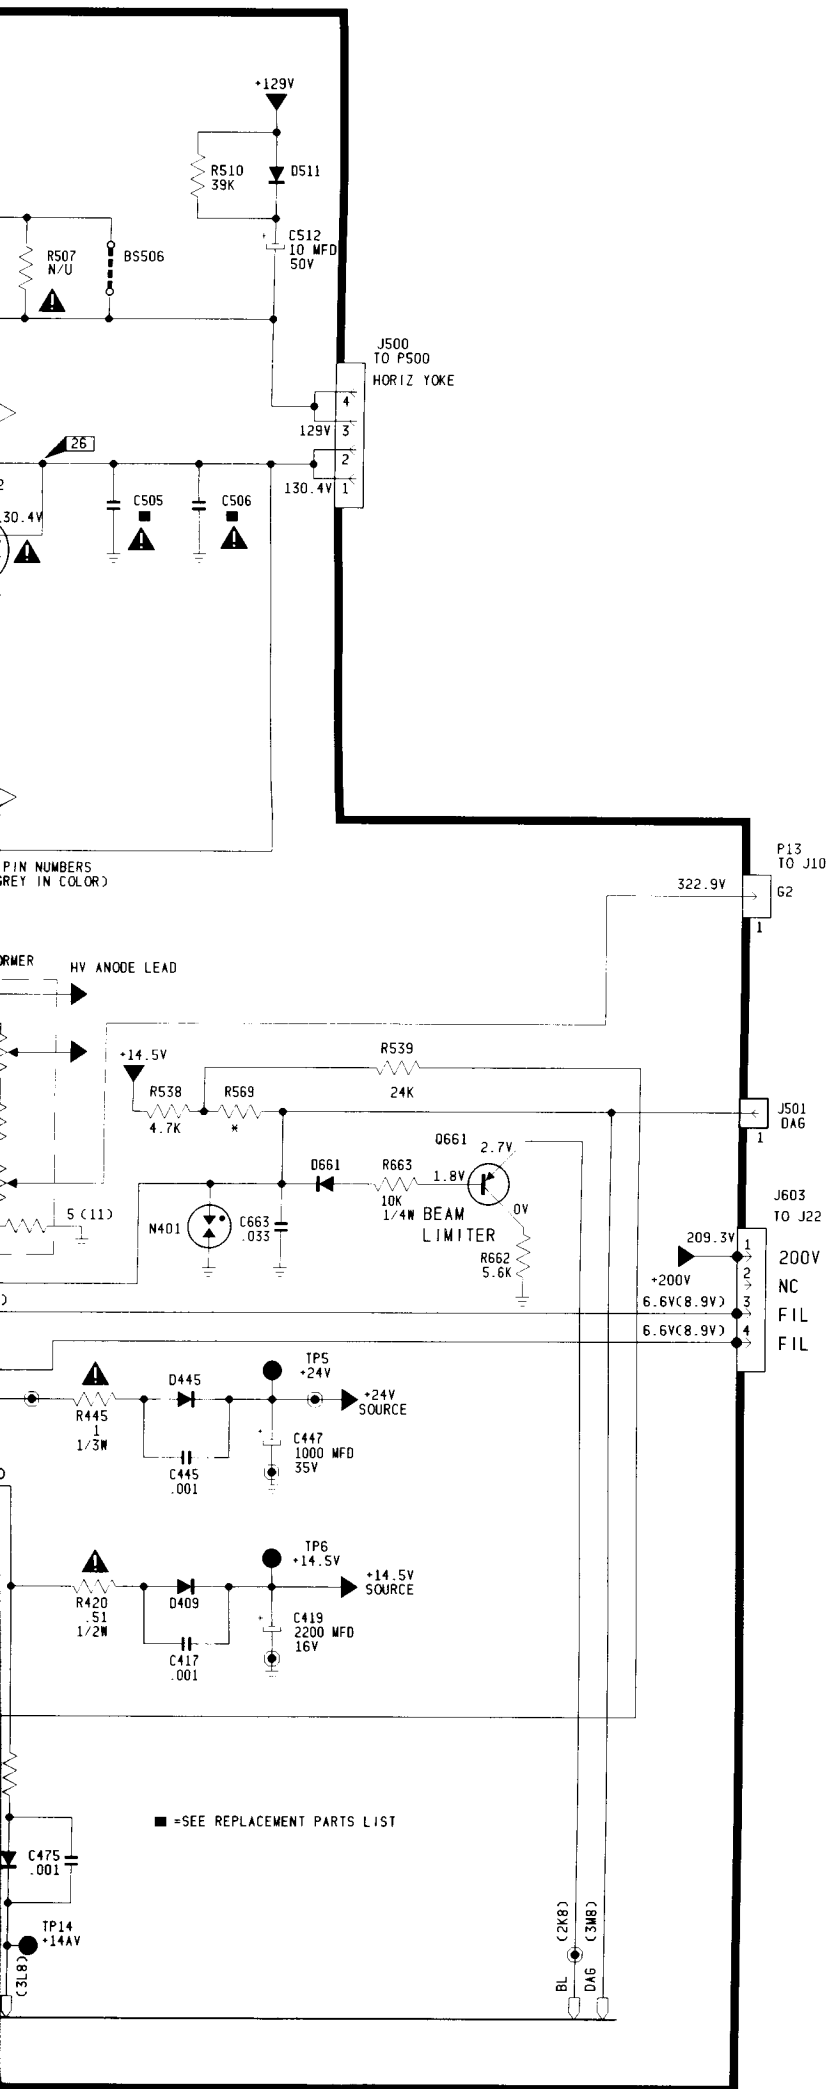 +129V
R510
39K
D511
C512
10 MFD
50V
R507
N/U
BS506
J500
TO P500
HORIZ YOKE
4
129V 3
2
130.4V 1
26
2
30.4V
C505
C506
PIN NUMBERS
GREY IN COLOR)
P13
TO J10
322.9V
G2
1
ORMER
HV ANODE LEAD
+14.5V
R539
24K
R538
4.7K
R569
*
J501
DAG
1
Q661
2.7V
D661
R663
10K
1/4W
1.8V
BEAM
LIMITER
0V
R662
5.6K
5(11)
N401
C663
.033
J603
TO J22
209.3V 1 200V
+200V
2 NC
6.6V(8.9V) 3 FIL
6.6V(8.9V) 4 FIL
)
R445
1
1/3W
D445
C445
.001
TP5
+24V
+24V
SOURCE
C447
1000 MFD
35V
R420
.51
1/2W
D409
C417
.001
TP6
+14.5V
+14.5V
SOURCE
C419
2200 MFD
16V
=SEE REPLACEMENT PARTS LIST
C475
.001
TP14
+14AV
(3L8)
BL (2K8)
DAG (3M8)